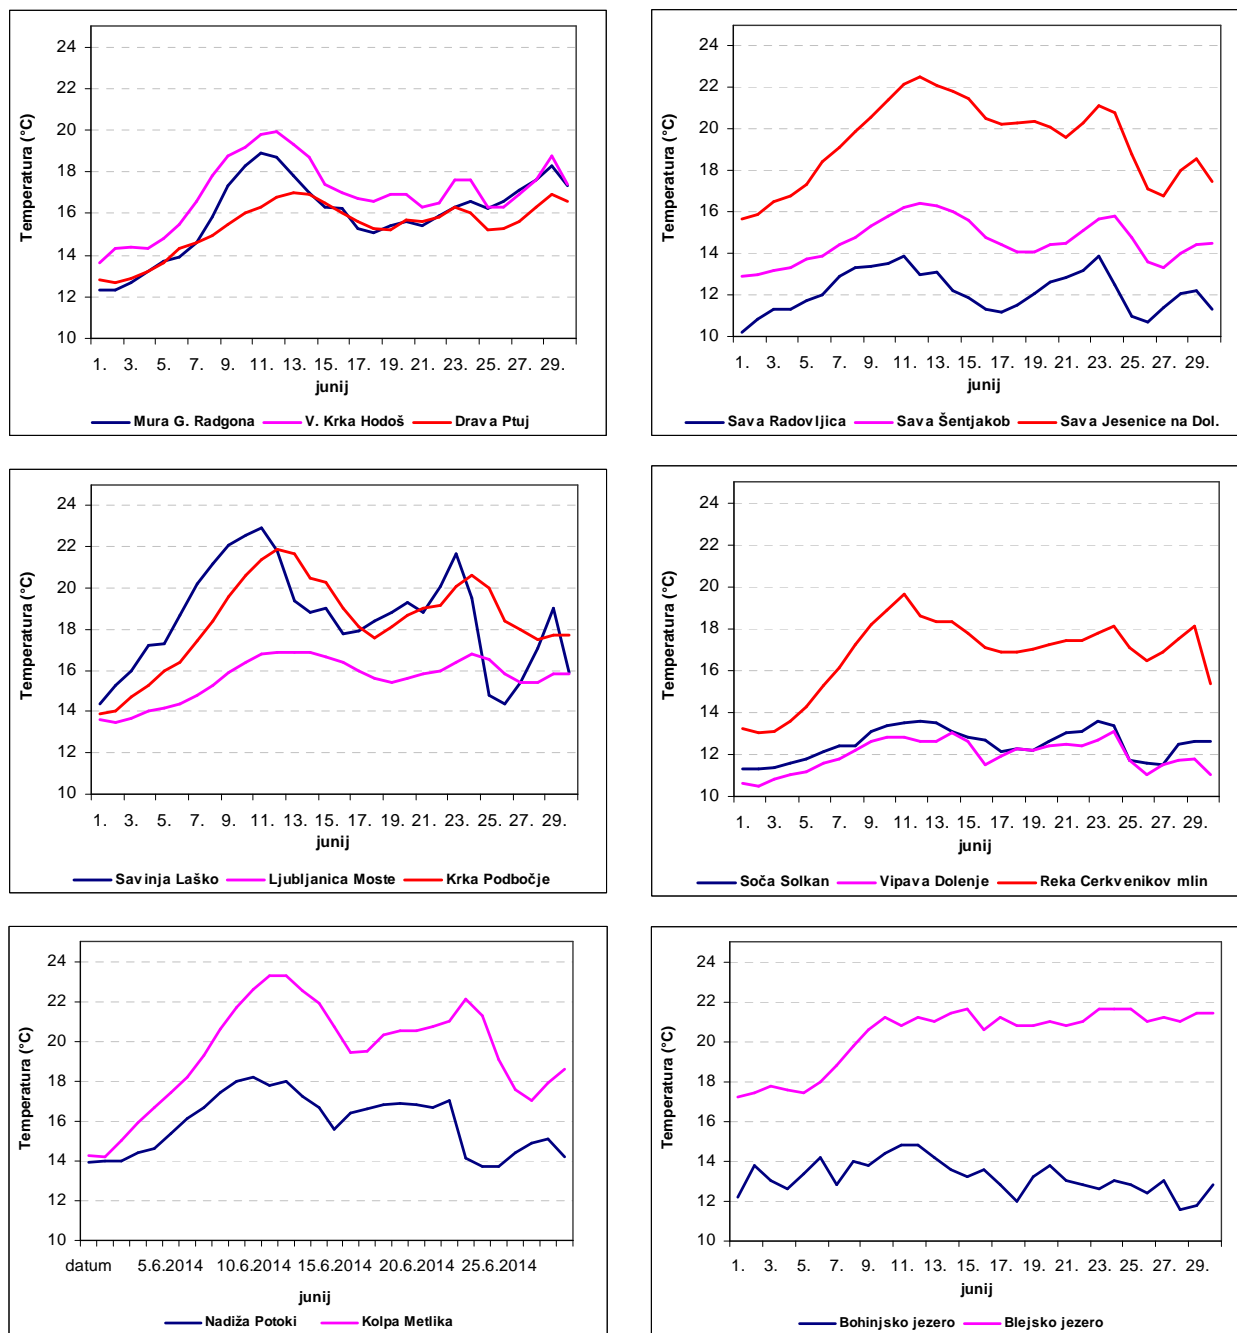 24
22
20
18
16
14
12
10
Temperatura (°C)
1. 3. 5. 7. 9. 11. 13. 15. 17. 19. 21. 23. 25. 27. 29.
junij
Mura G. Radgona V. Krka Hodoš Drava Ptuj
24
22
20
18
16
14
12
10
Temperatura (°C)
1. 3. 5. 7. 9. 11. 13. 15. 17. 19. 21. 23. 25. 27. 29.
junij
Sava Radovljica Sava Šentjakob Sava Jesenice na Dol.
24
22
20
18
16
14
12
10
Temperatura (°C)
1. 3. 5. 7. 9. 11. 13. 15. 17. 19. 21. 23. 25. 27. 29.
junij
Savinja Laško Ljubljanica Moste Krka Podbočje
24
22
20
18
16
14
12
10
Temperatura (°C)
1. 3. 5. 7. 9. 11. 13. 15. 17. 19. 21. 23. 25. 27. 29.
junij
Soča Solkan Vipava Dolenje Reka Cerkvenikov mlin
24
22
20
18
16
14
12
10
Temperatura (°C)
datum 5.6.2014 10.6.2014 15.6.2014 20.6.2014 25.6.2014
junij
Nadiža Potoki Kolpa Metlika
24
22
20
18
16
14
12
10
Temperatura (°C)
1. 3. 5. 7. 9. 11. 13. 15. 17. 19. 21. 23. 25. 27. 29.
junij
Bohinjsko jezero Blejsko jezero